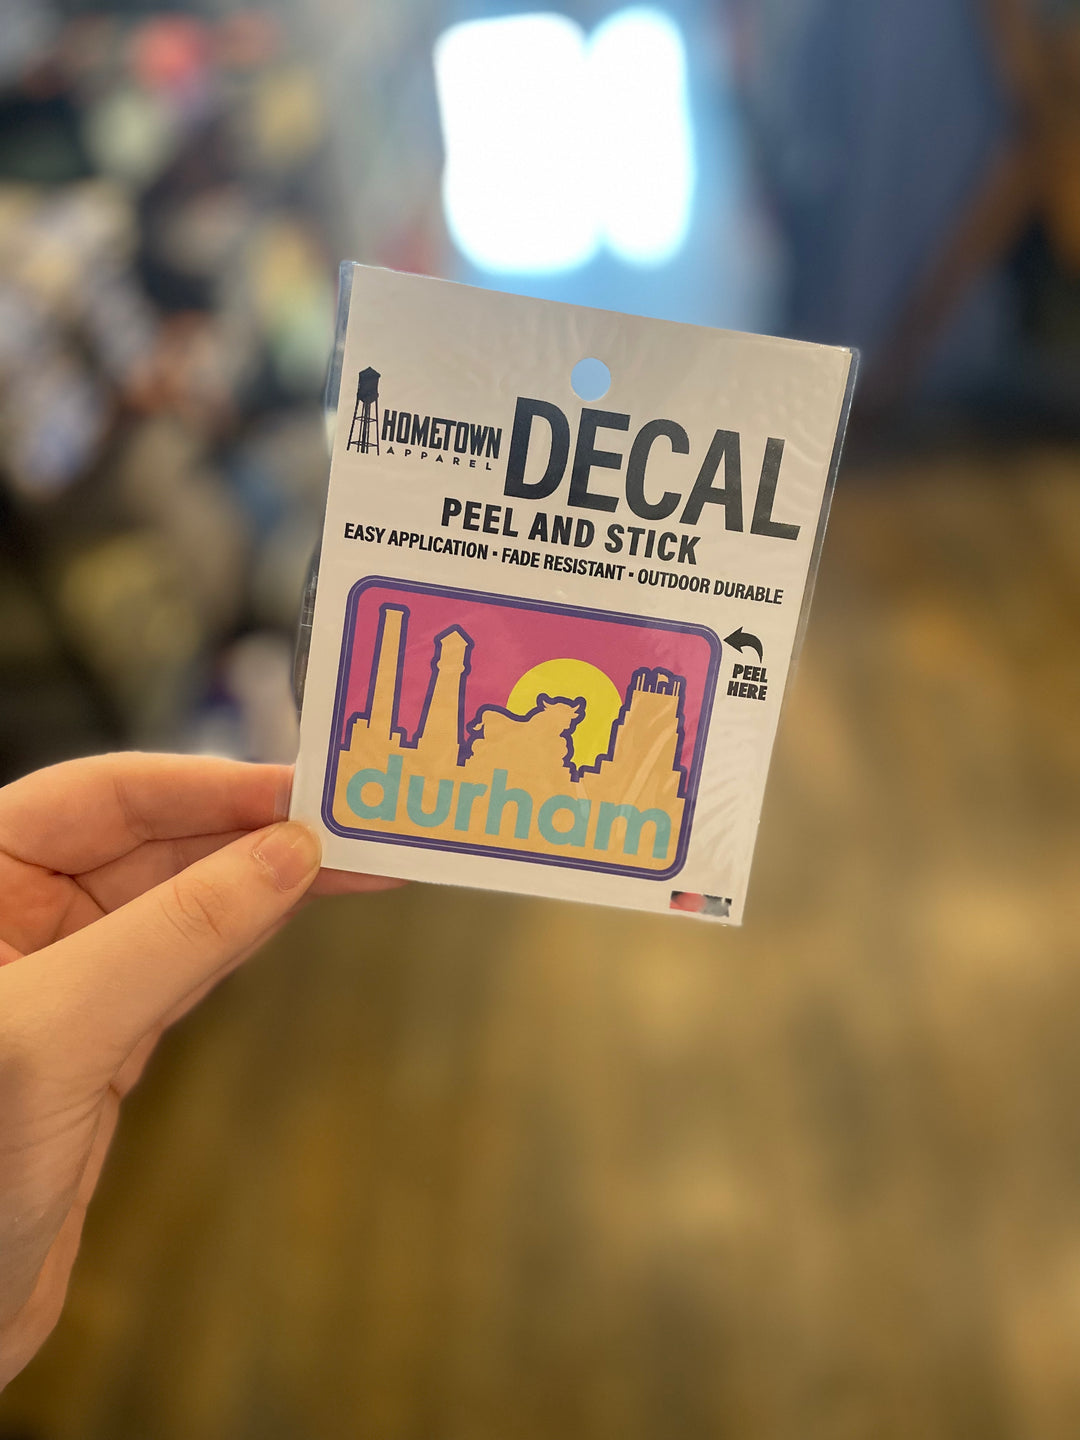 HOMETOWN
APPAREL
DECAL
PEEL AND STICK
EASY APPLICATION · FADE RESISTANT · OUTDOOR DURABLE
PEEL
HERE
durham